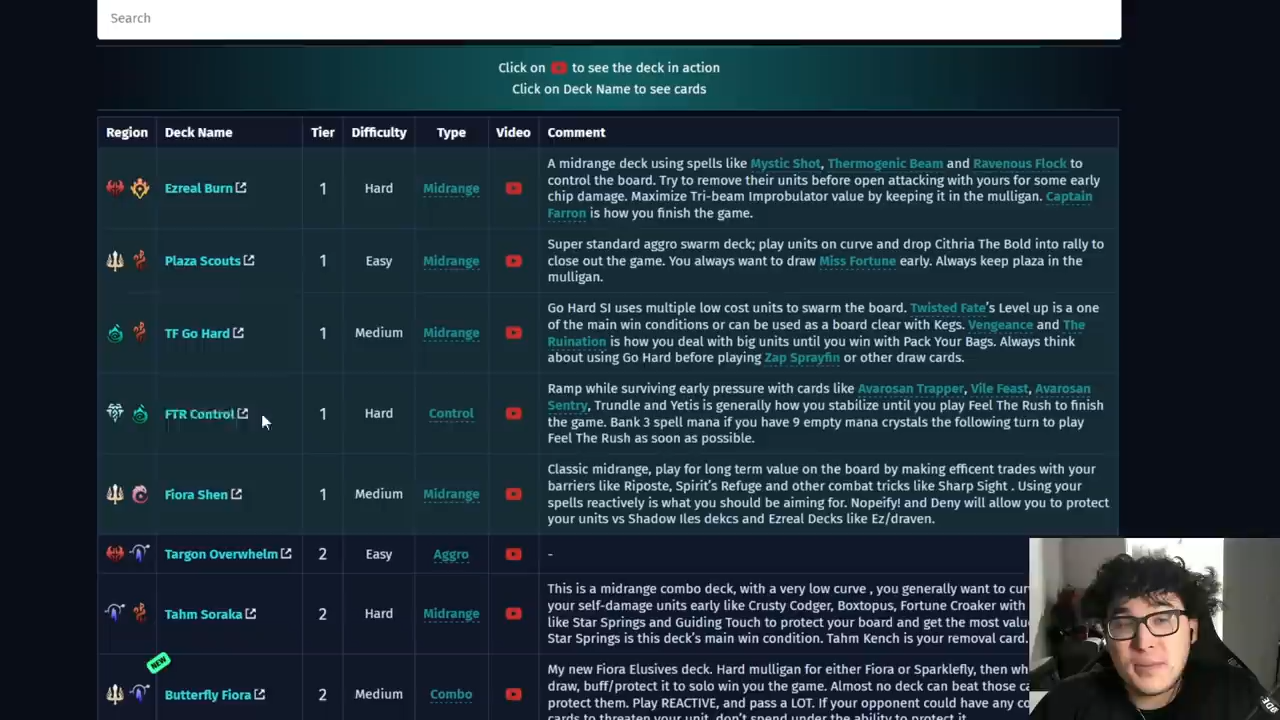 Search
Click on to see the deck in action
Click on Deck Name to see cards
Region Deck Name Tier Difficulty Type Video Comment
Ezreal Burn 1 Hard Midrange
A midrange deck using spells like Mystic Shot, Thermogenic Beam and Ravenous Flock to
control the board. Try to remove their units before open attacking with yours for some early
chip damage. Maximize Tri-beam Improbulator value by keeping it in the mulligan. Captain
Farron is how you finish the game.
Plaza Scouts 1 Easy Midrange
Super standard aggro swarm deck; play units on curve and drop Cithria The Bold into rally to
close out the game. You always want to draw Miss Fortune early. Always keep plaza in the
mulligan.
TF Go Hard 1 Medium Midrange
Go Hard SI uses multiple low cost units to swarm the board. Twisted Fate's Level up is a one
of the main win conditions or can be used as a board clear with Kegs. Vengeance and The
Ruination is how you deal with big units until you win with Pack Your Bags. Always think
about using Go Hard before playing Zap Sprayfin or other draw cards.
FTR Control 1 Hard Control
Ramp while surviving early pressure with cards like Avarosan Trapper, Vile Feast, Avarosan
Sentry, Trundle and Yetis is generally how you stabilize until you play Feel The Rush to finish
the game. Bank 3 spell mana if you have 9 empty mana crystals the following turn to play
Feel The Rush as soon as possible.
Fiora Shen 1 Medium Midrange
Classic midrange, play for long term value on the board by making efficent trades with your
barriers like Riposte, Spirit's Refuge and other combat tricks like Sharp Sight . Using your
spells reactively is what you should be aiming for. Nopeify! and Deny will allow you to protect
your units vs Shadow Iles dekcs and Ezreal Decks like Ez/draven.
Targon Overwhelm 2 Easy Aggro -
Tahm Soraka 2 Hard Midrange
This is a midrange combo deck, with a very low curve , you generally want to cur
your self-damage units early like Crusty Codger, Boxtopus, Fortune Croaker with
like Star Springs and Guiding Touch to protect your board and get the most value
Star Springs is this deck's main win condition. Tahm Kench is your removal card.
NEW
Butterfly Fiora 2 Medium Combo
My new Fiora Elusives deck. Hard mulligan for either Fiora or Sparklefly, then wh
draw, buff/protect it to solo win you the game. Almost no deck can beat those ca
protect them. Play REACTIVE, and pass a LOT. If your opponent could have any co
cards to threaten your unit, don't spend under the ability to protect it